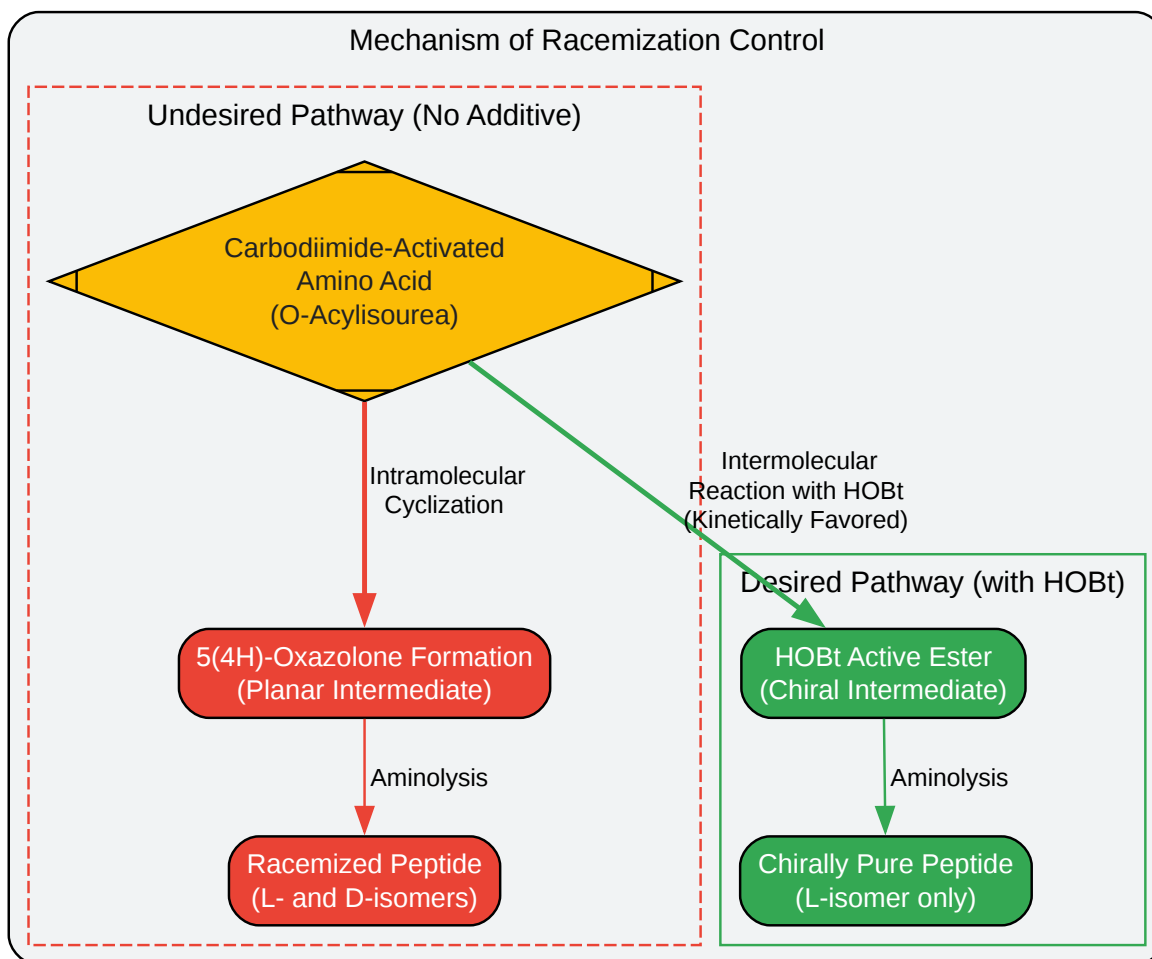 Mechanism of Racemization Control
Undesired Pathway (No Additive)
Carbodiimide-Activated
Amino Acid
(O-Acylisourea)
Intramolecular
Cyclization
Intermolecular
Reaction with HOBt
(Kinetically Favored)
Desired Pathway (with HOBt)
5(4H)-Oxazolone Formation
(Planar Intermediate)
HOBt Active Ester
(Chiral Intermediate)
Aminolysis
Aminolysis
Racemized Peptide
(L- and D-isomers)
Chirally Pure Peptide
(L-isomer only)